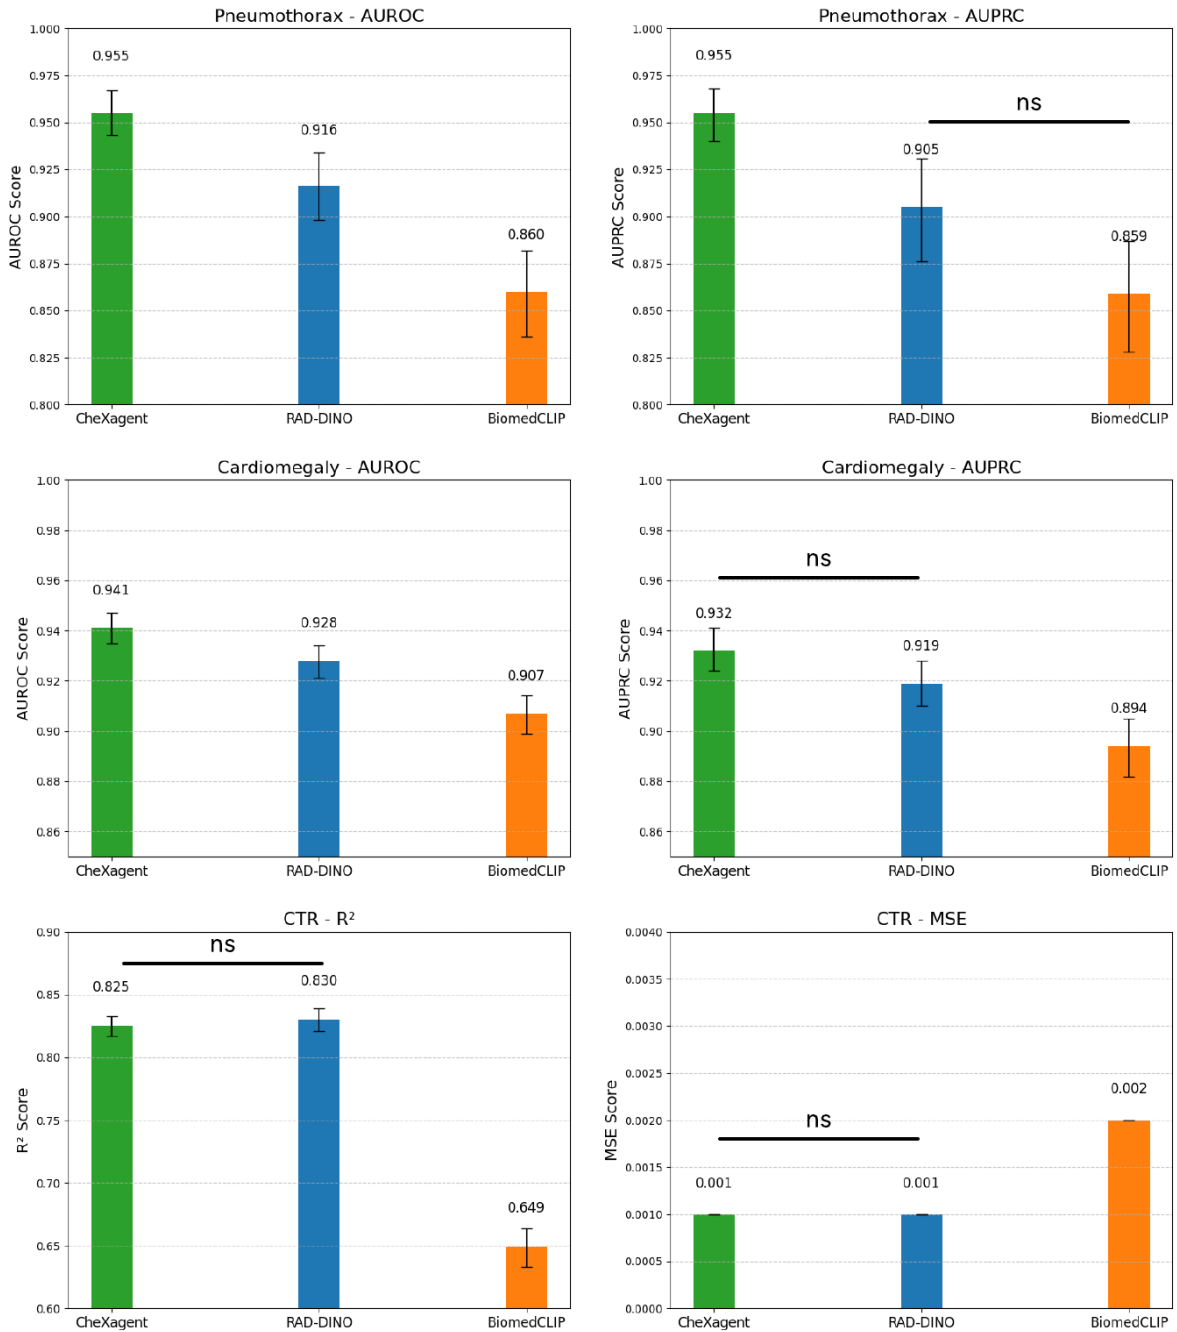 Pneumothorax - AUROC
1.000
0.975
0.950
0.925
0.900
0.875
0.850
0.825
0.800
AUROC Score
0.955
0.916
0.860
CheXagent
RAD-DINO
BiomedCLIP
Pneumothorax - AUPRC
1.000
0.975
0.950
0.925
0.900
0.875
0.850
0.825
0.800
AUPRC Score
0.955
ns
0.905
0.859
CheXagent
RAD-DINO
BiomedCLIP
Cardiomegaly - AUROC
1.00
0.98
0.96
0.94
0.92
0.90
0.88
0.86
AUROC Score
0.941
0.928
0.907
CheXagent
RAD-DINO
BiomedCLIP
Cardiomegaly - AUPRC
1.00
0.98
0.96
0.94
0.92
0.90
0.88
0.86
AUPRC Score
ns
0.932
0.919
0.894
CheXagent
RAD-DINO
BiomedCLIP
CTR - R²
0.90
0.85
0.80
0.75
0.70
0.65
0.60
R² Score
ns
0.825
0.830
0.649
CheXagent
RAD-DINO
BiomedCLIP
CTR - MSE
0.0040
0.0035
0.0030
0.0025
0.0020
0.0015
0.0010
0.0005
0.0000
MSE Score
0.002
ns
0.001
0.001
CheXagent
RAD-DINO
BiomedCLIP